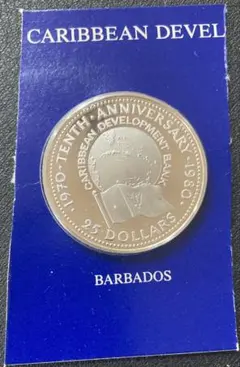 CARIBBEAN DEVEL
· 1970 · TENTH · ANNIVERSARY · 1980 ·
CARIBBEAN DEVELOPMENT BANK
25 DOLLARS
BARBADOS